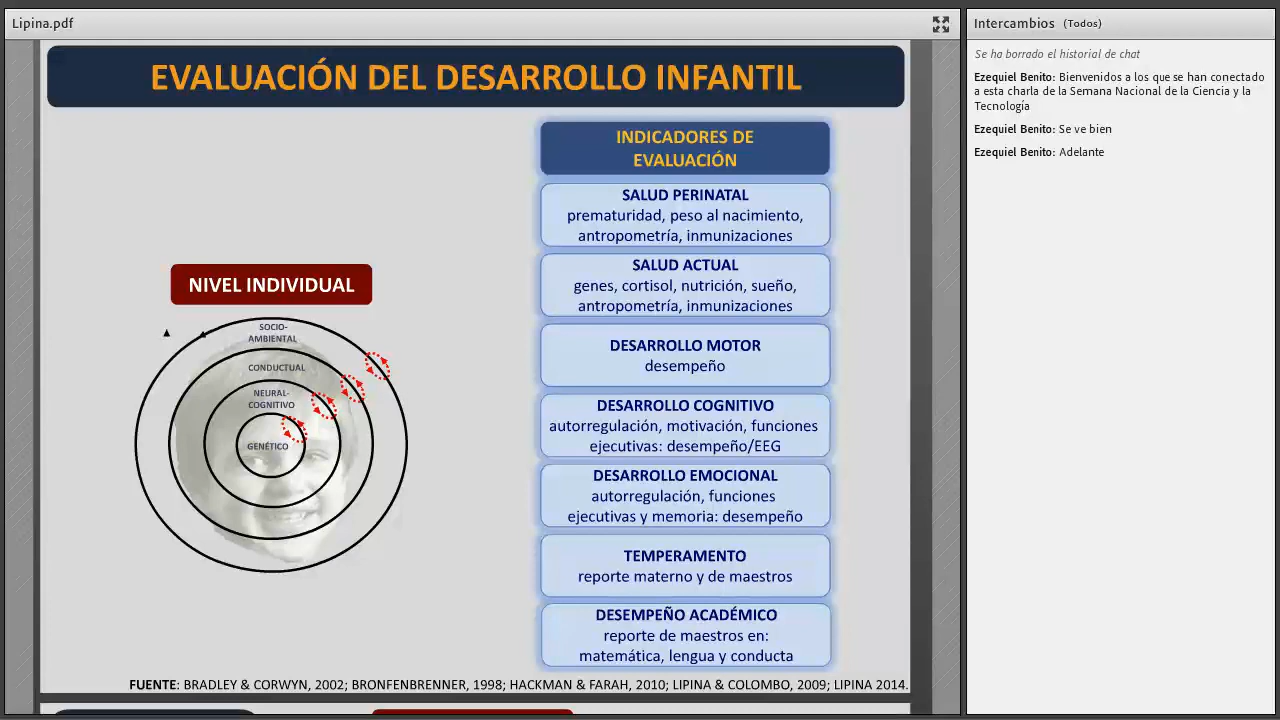 Lipina.pdf
EVALUACIÓN DEL DESARROLLO INFANTIL
NIVEL INDIVIDUAL
SOCIO-
AMBIENTAL
CONDUCTUAL
NEURAL-
COGNITIVO
GENÉTICO
INDICADORES DE
EVALUACIÓN
SALUD PERINATAL
prematuridad, peso al nacimiento,
antropometría, inmunizaciones
SALUD ACTUAL
genes, cortisol, nutrición, sueño,
antropometría, inmunizaciones
DESARROLLO MOTOR
desempeño
DESARROLLO COGNITIVO
autorregulación, motivación, funciones
ejecutivas: desempeño/EEG
DESARROLLO EMOCIONAL
autorregulación, funciones
ejecutivas y memoria: desempeño
TEMPERAMENTO
reporte materno y de maestros
DESEMPEÑO ACADÉMICO
reporte de maestros en:
matemática, lengua y conducta
FUENTE: BRADLEY & CORWYN, 2002; BRONFENBRENNER, 1998; HACKMAN & FARAH, 2010; LIPINA & COLOMBO, 2009; LIPINA 2014.
Intercambios (Todos)
Se ha borrado el historial de chat
Ezequiel Benito: Bienvenidos a los que se han conectado
a esta charla de la Semana Nacional de la Ciencia y la
Tecnología
Ezequiel Benito: Se ve bien
Ezequiel Benito: Adelante